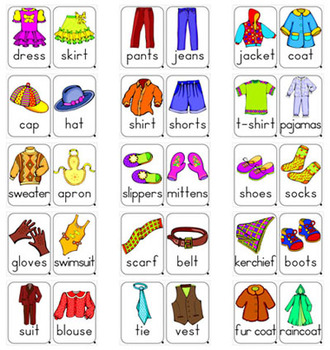 dress skirt pants jeans jacket coat
cap hat shirt shorts t-shirt pajamas
sweater apron slippers mittens shoes socks
gloves swimsuit scarf belt kerchief boots
suit blouse tie vest fur coat raincoat